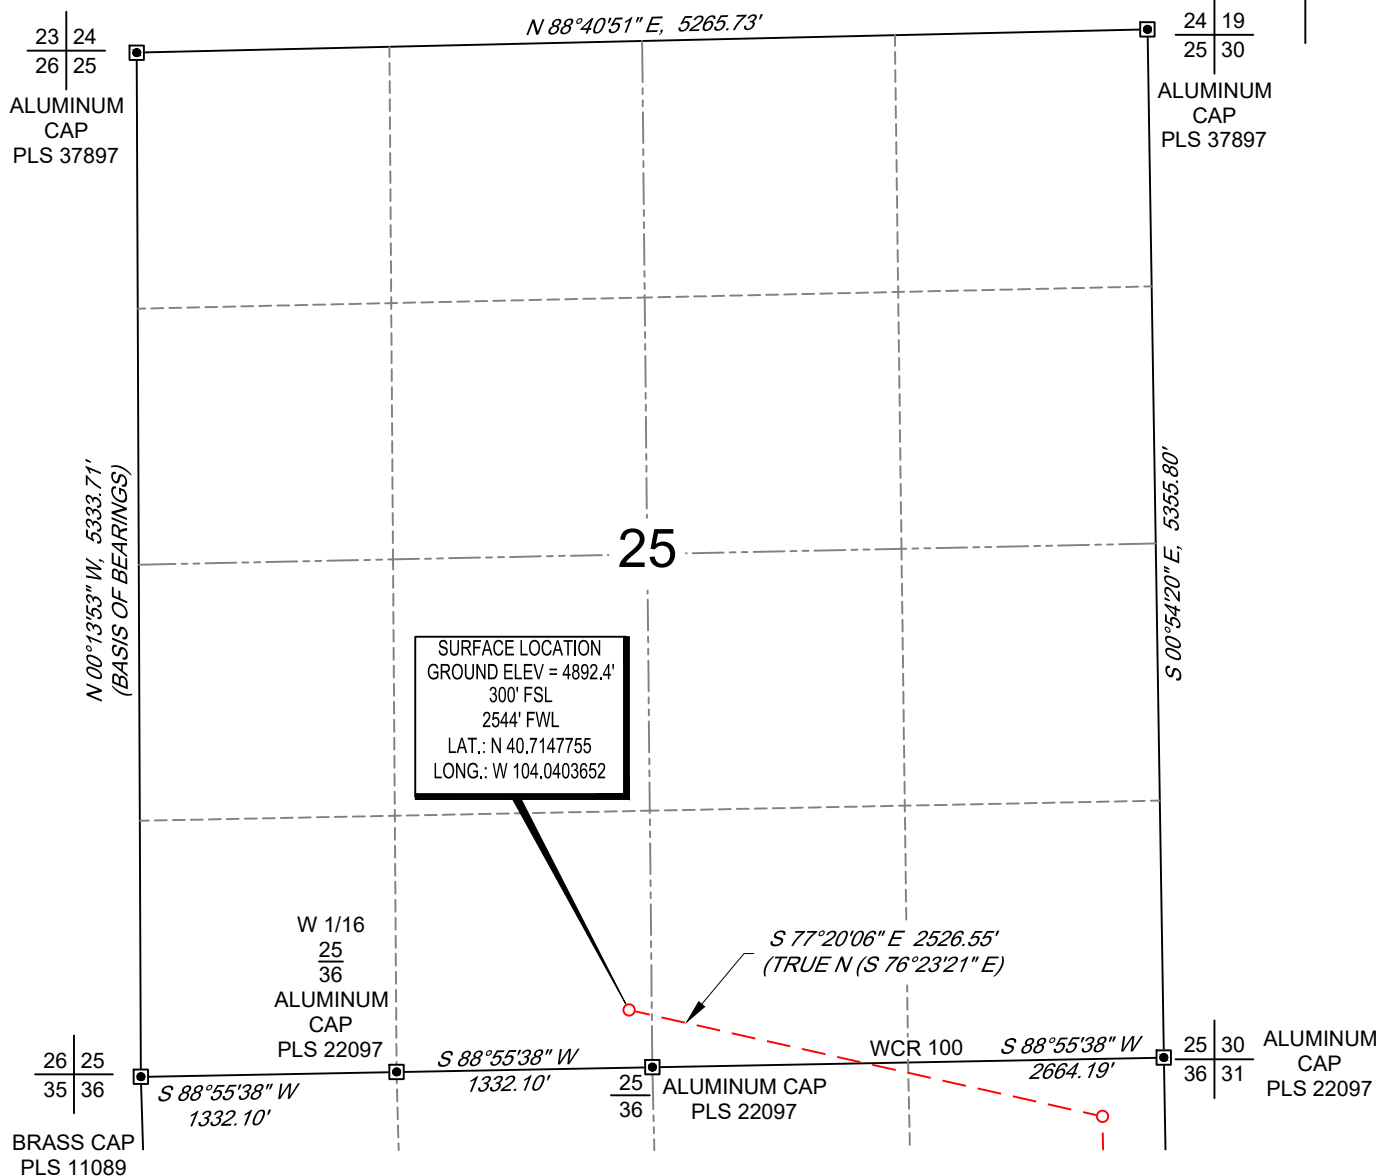 N 88°40'51" E, 5265.73'
23 24
26 25
ALUMINUM
CAP
PLS 37897
24 19
25 30
ALUMINUM
CAP
PLS 37897
N 00°13'53" W, 5333.71'
(BASIS OF BEARINGS)
S 00°54'20" E, 5355.80'
25
SURFACE LOCATION
GROUND ELEV = 4892.4'
300' FSL
2544' FWL
LAT.: N 40.7147755
LONG.: W 104.0403652
W 1/16
25
36
ALUMINUM
CAP
PLS 22097
S 77°20'06" E 2526.55'
(TRUE N (S 76°23'21" E)
26 25
35 36
BRASS CAP
PLS 11089
S 88°55'38" W
1332.10'
S 88°55'38" W
1332.10'
25
36
ALUMINUM CAP
PLS 22097
WCR 100
S 88°55'38" W
2664.19'
25 30
36 31
ALUMINUM
CAP
PLS 22097